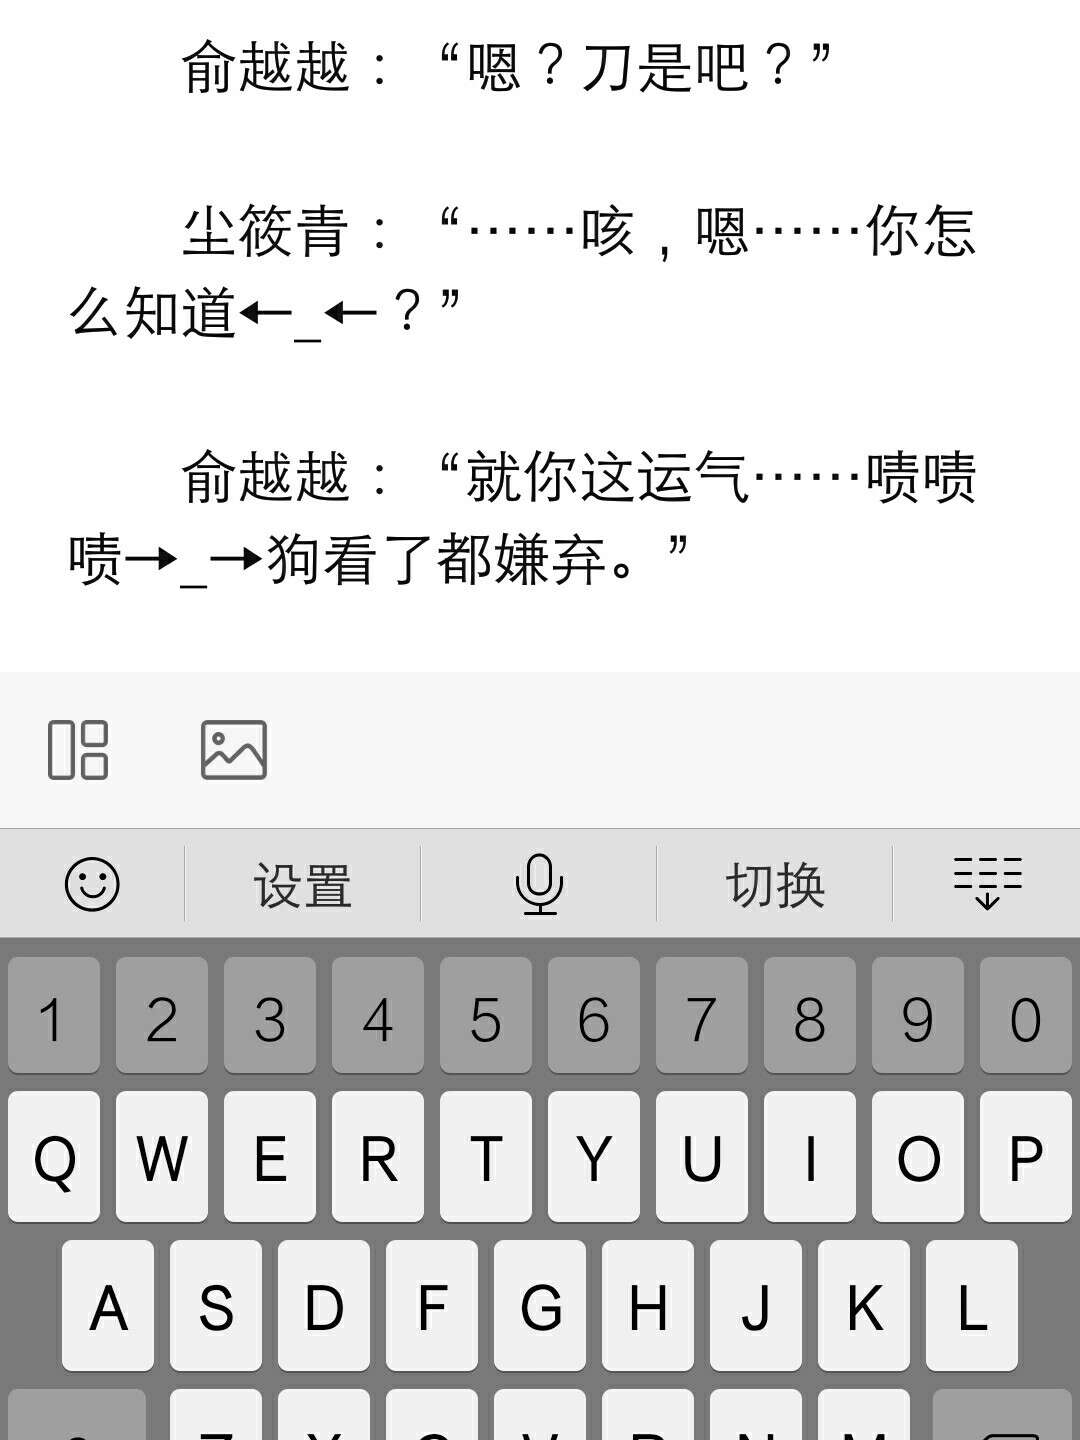 俞越越：“嗯？刀是吧？”
尘筱青：“……咳，嗯……你怎
么知道←_←？”
俞越越：“就你这运气……啧啧
啧→_→狗看了都嫌弃。”
设置 切换
1 2 3 4 5 6 7 8 9 0
Q W E R T Y U I O P
A S D F G H J K L
Z X C V B N M